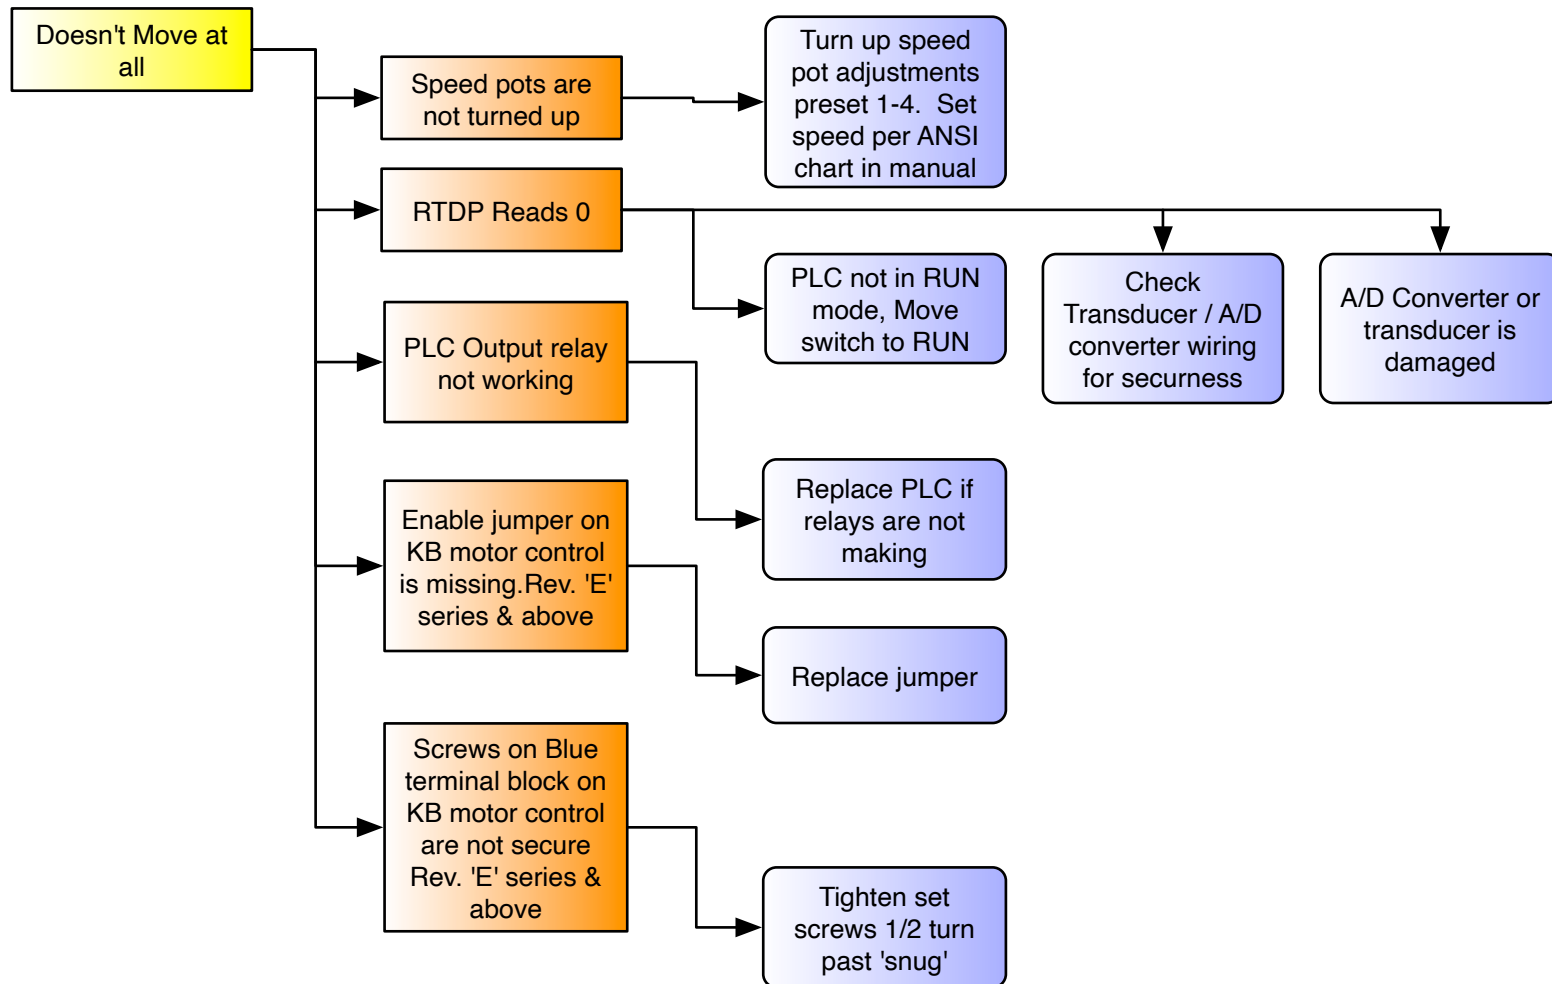 Doesn't Move at
all
Speed pots are
not turned up
Turn up speed
pot adjustments
preset 1-4.  Set
speed per ANSI
chart in manual
RTDP Reads 0
PLC not in RUN
mode, Move
switch to RUN
Check
Transducer / A/D
converter wiring
for securness
A/D Converter or
transducer is
damaged
PLC Output relay
not working
Replace PLC if
relays are not
making
Enable jumper on
KB motor control
is missing.Rev. 'E'
series & above
Replace jumper
Screws on Blue
terminal block on
KB motor control
are not secure
Rev. 'E' series &
above
Tighten set
screws 1/2 turn
past 'snug'